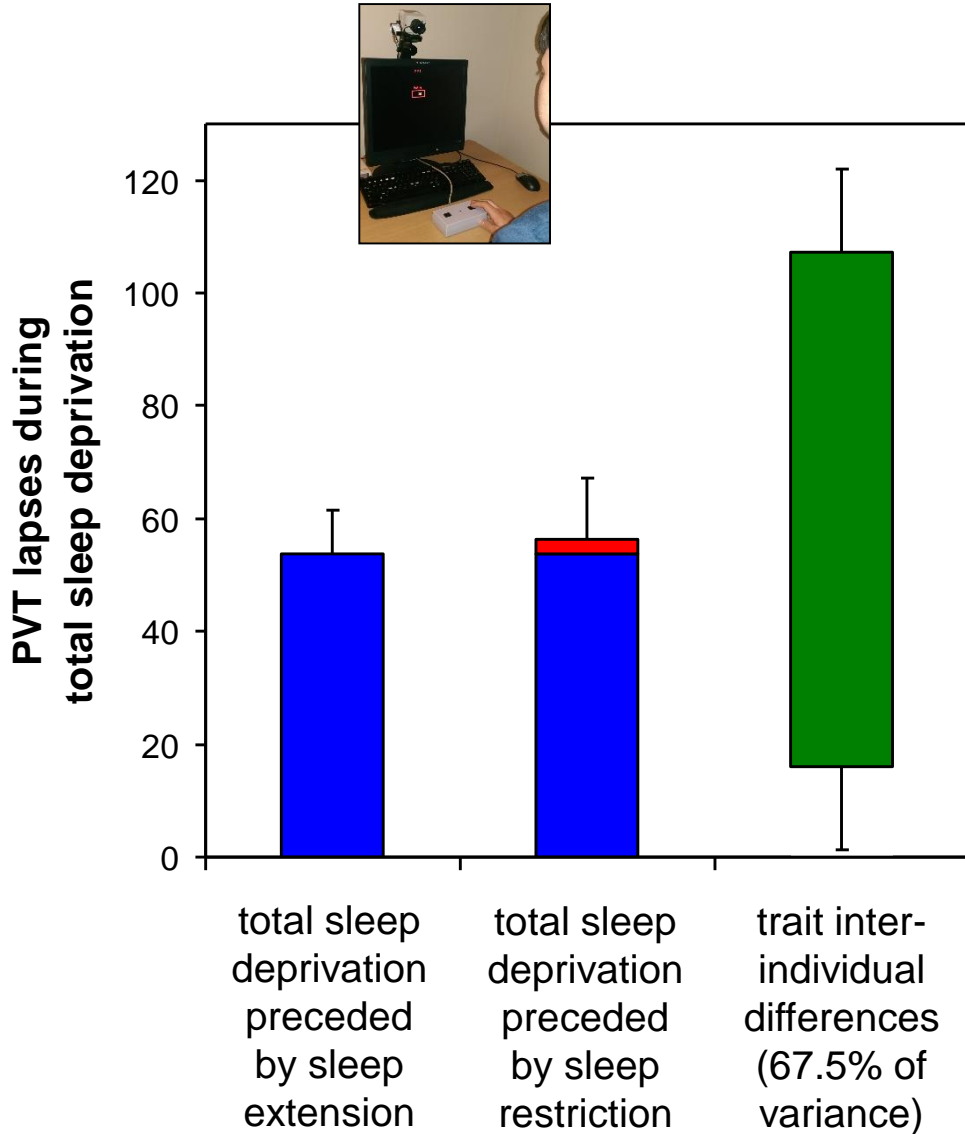 PVT lapses during
total sleep deprivation
120
100
80
60
40
20
0
total sleep
deprivation
preceded
by sleep
extension
total sleep
deprivation
preceded
by sleep
restriction
trait inter-
individual
differences
(67.5% of
variance)